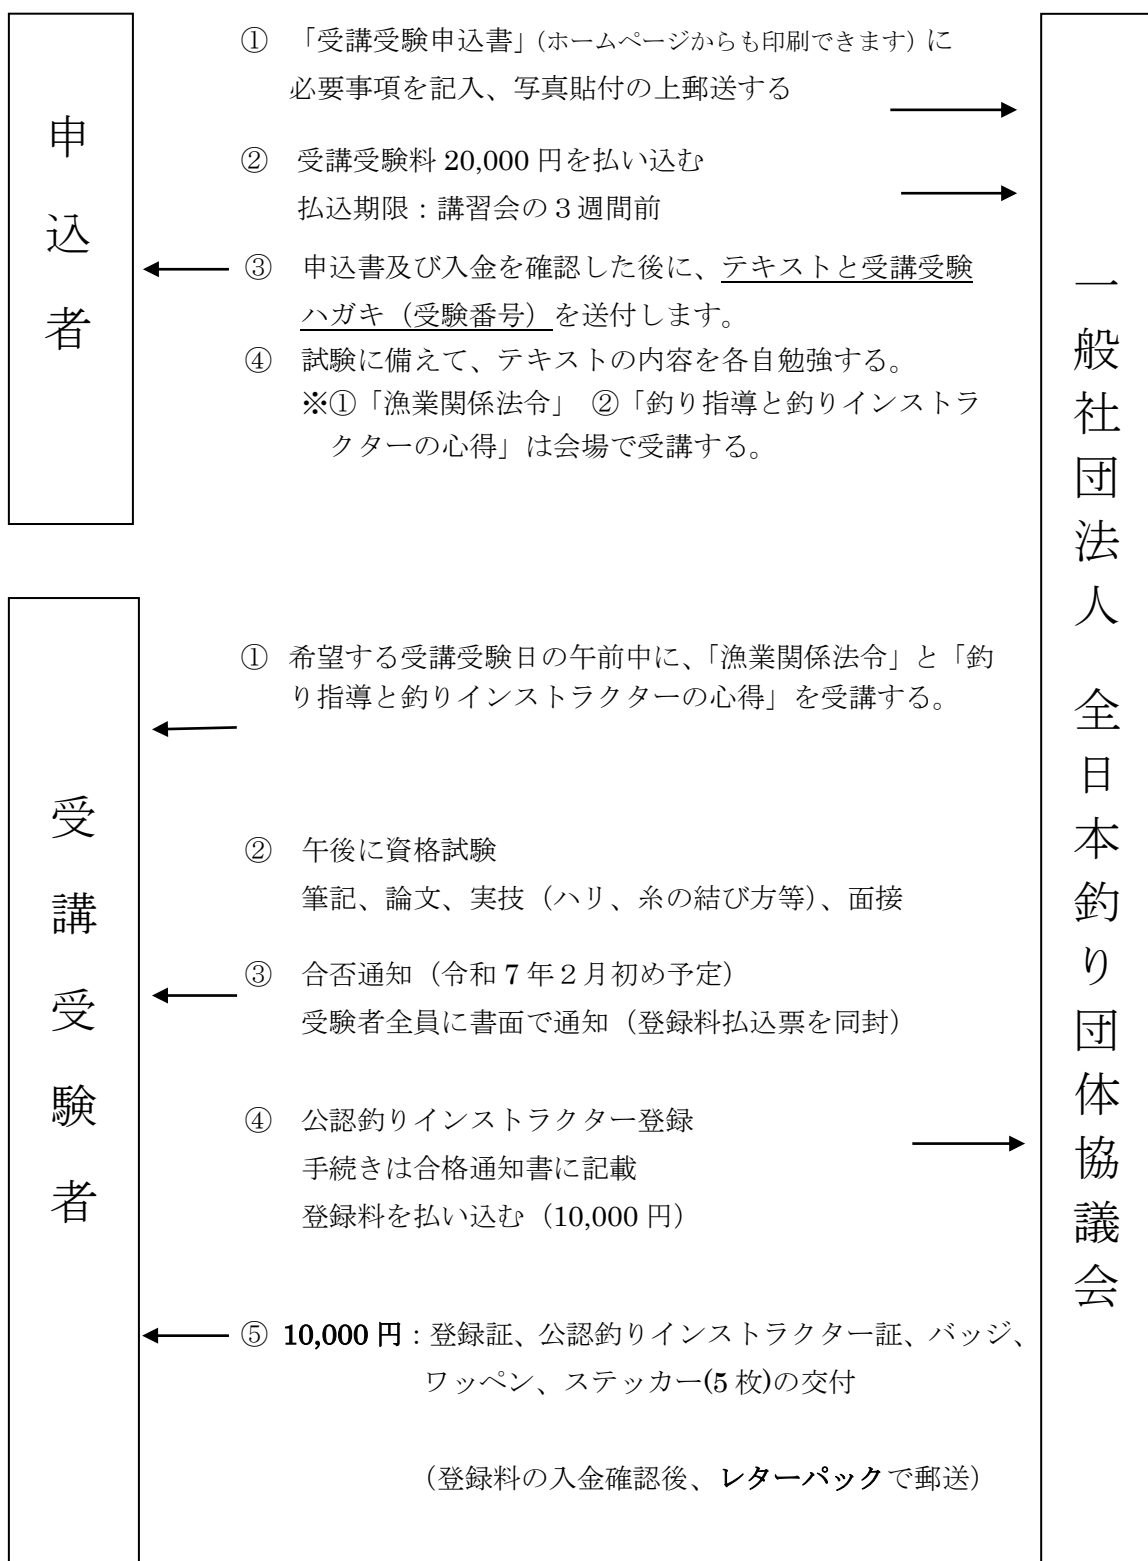 申込者
① 「受講受験申込書」(ホームページからも印刷できます) に
必要事項を記入、写真貼付の上郵送する
② 受講受験料 20,000 円を払い込む
払込期限：講習会の３週間前
③ 申込書及び入金を確認した後に、テキストと受講受験
ハガキ（受験番号）を送付します。
④ 試験に備えて、テキストの内容を各自勉強する。
※①「漁業関係法令」 ②「釣り指導と釣りインストラ
クターの心得」は会場で受講する。
受講受験者
① 希望する受講受験日の午前中に、「漁業関係法令」と「釣
り指導と釣りインストラクターの心得」を受講する。
② 午後に資格試験
筆記、論文、実技（ハリ、糸の結び方等）、面接
③ 合否通知（令和 7 年２月初め予定）
受験者全員に書面で通知（登録料払込票を同封）
④ 公認釣りインストラクター登録
手続きは合格通知書に記載
登録料を払い込む（10,000 円）
⑤ 10,000 円：登録証、公認釣りインストラクター証、バッジ、
ワッペン、ステッカー(5 枚)の交付
（登録料の入金確認後、レターパックで郵送）
一般社団法人 全日本釣り団体協議会